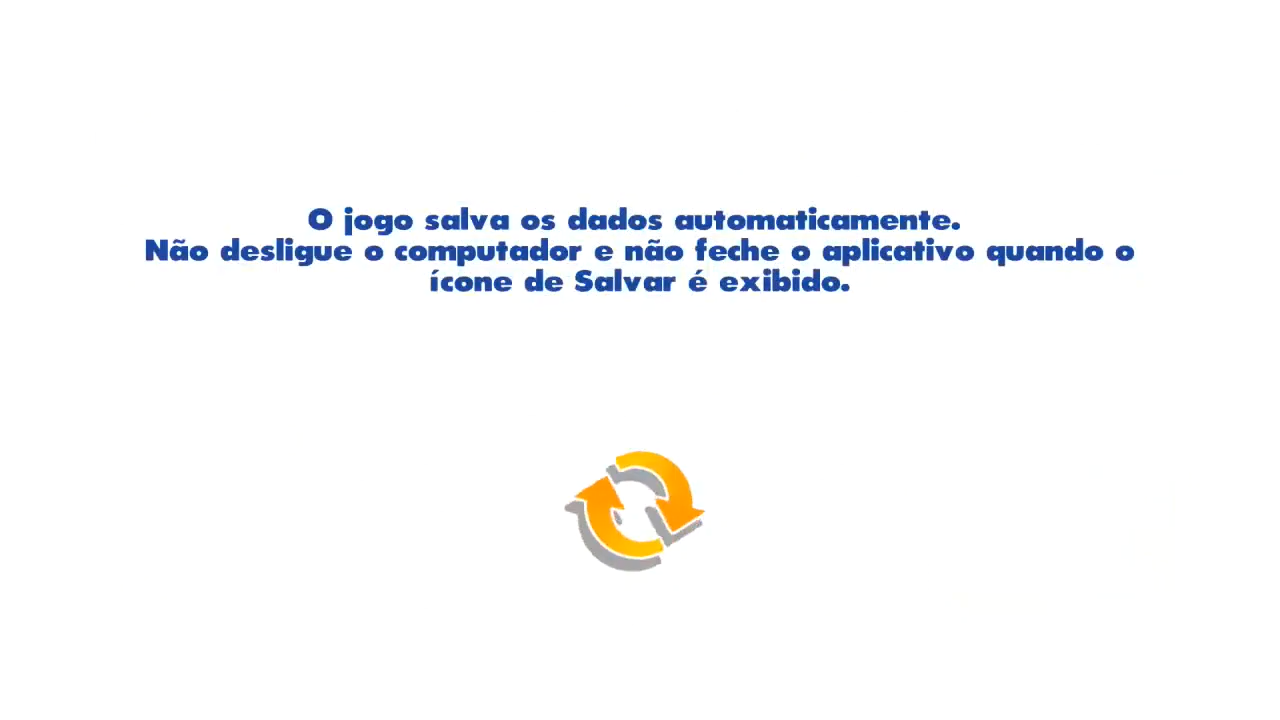 O jogo salva os dados automaticamente.
Não desligue o computador e não feche o aplicativo quando o
ícone de Salvar é exibido.